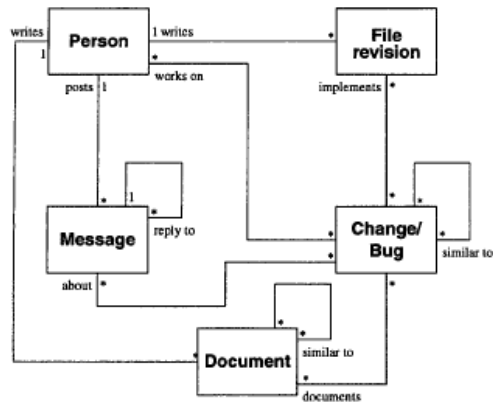 writes
1
Person
1 writes
*
File
revision
posts
1
*
works on
implements
*
*
1
*
reply to
Message
about
*
*
*
*
*
Change/
Bug
*
similar to
*
*
*
*
similar to
*
Document
*
documents